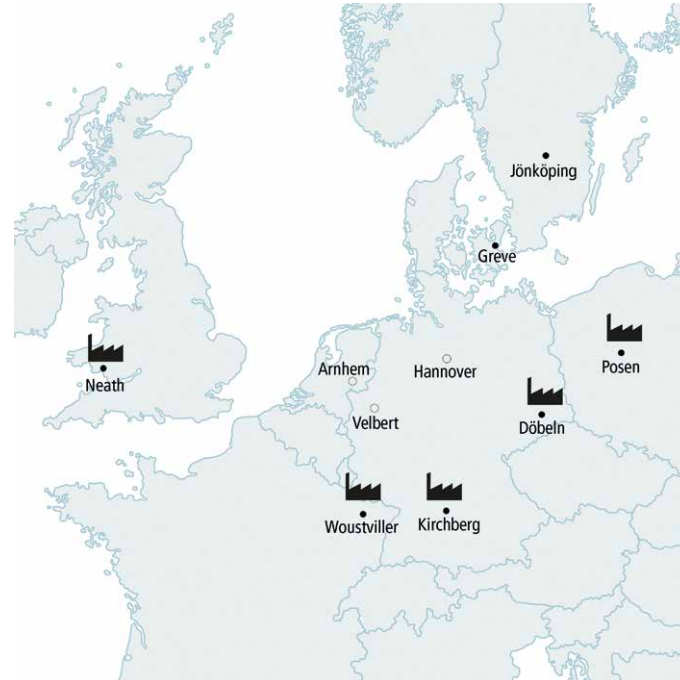 Jönköping
Greve
Posen
Arnhem
Hannover
Neath
Velbert
Döbeln
Woustviller
Kirchberg